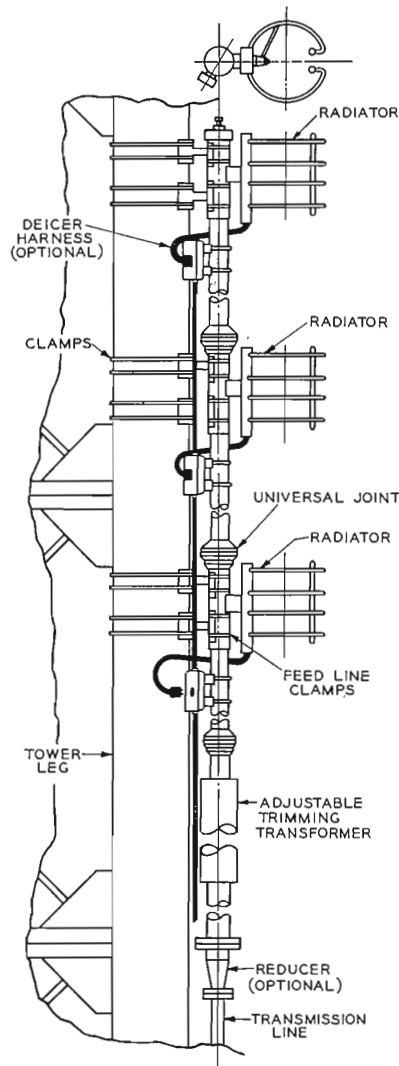 RADIATOR
DEICER
HARNESS
(OPTIONAL)
RADIATOR
CLAMPS
UNIVERSAL JOINT
RADIATOR
FEED LINE
CLAMPS
TOWER
LEG
ADJUSTABLE
TRIMMING
TRANSFORMER
REDUCER
(OPTIONAL)
TRANSMISSION
LINE